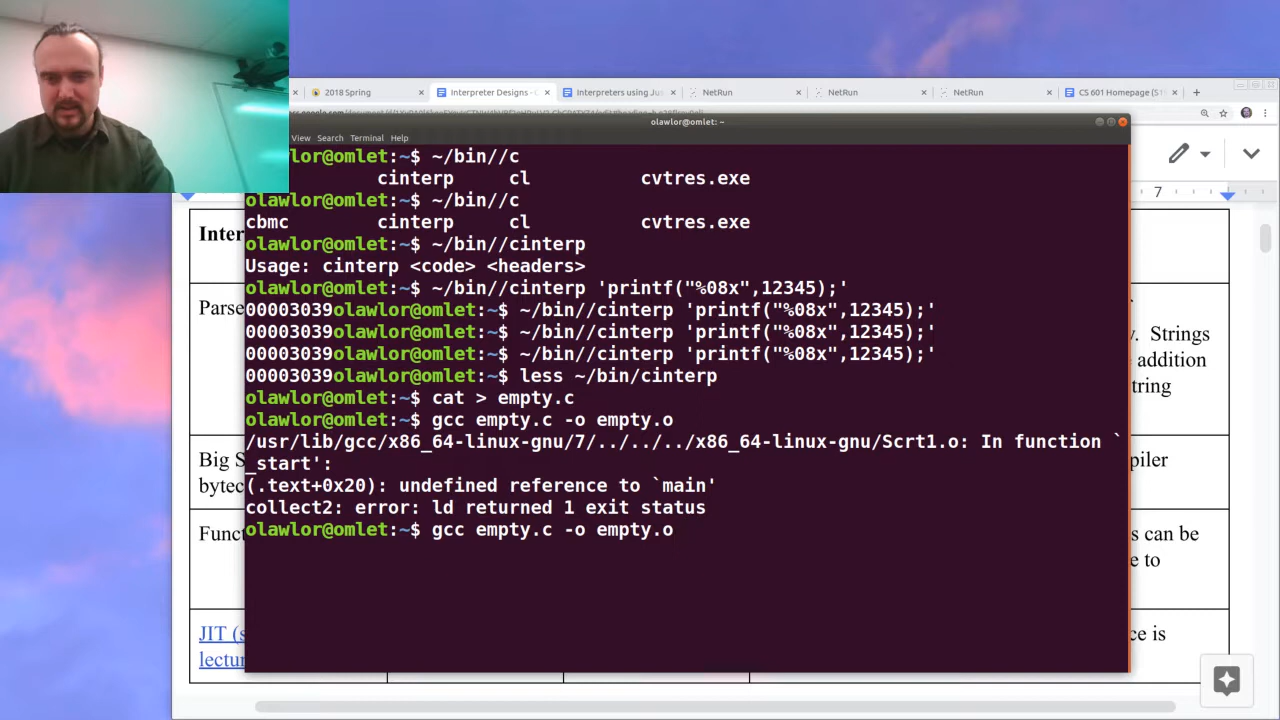 2018 Spring
Interpreter Designs - C
Interpreters using Jus
NetRun
NetRun
NetRun
CS 601 Homepage (S
olawlor@omlet: ~
View Search Terminal Help
lor@omlet:~$ ~/bin//c
cinterp cl cvtres.exe
olawlor@omlet:~$ ~/bin//c
cbmc cinterp cl cvtres.exe
olawlor@omlet:~$ ~/bin//cinterp
Usage: cinterp <code> <headers>
olawlor@omlet:~$ ~/bin//cinterp 'printf("%08x",12345);'
00003039olawlor@omlet:~$ ~/bin//cinterp 'printf("%08x",12345);'
00003039olawlor@omlet:~$ ~/bin//cinterp 'printf("%08x",12345);'
00003039olawlor@omlet:~$ ~/bin//cinterp 'printf("%08x",12345);'
00003039olawlor@omlet:~$ less ~/bin/cinterp
olawlor@omlet:~$ cat > empty.c
olawlor@omlet:~$ gcc empty.c -o empty.o
/usr/lib/gcc/x86_64-linux-gnu/7/../../../x86_64-linux-gnu/Scrt1.o: In function `
_start':
(.text+0x20): undefined reference to `main'
collect2: error: ld returned 1 exit status
olawlor@omlet:~$ gcc empty.c -o empty.o
7
Inter
Parse
y. Strings
addition
tring
Big S
bytec
piler
Funct
s can be
e to
JIT (s
lectu
ce is